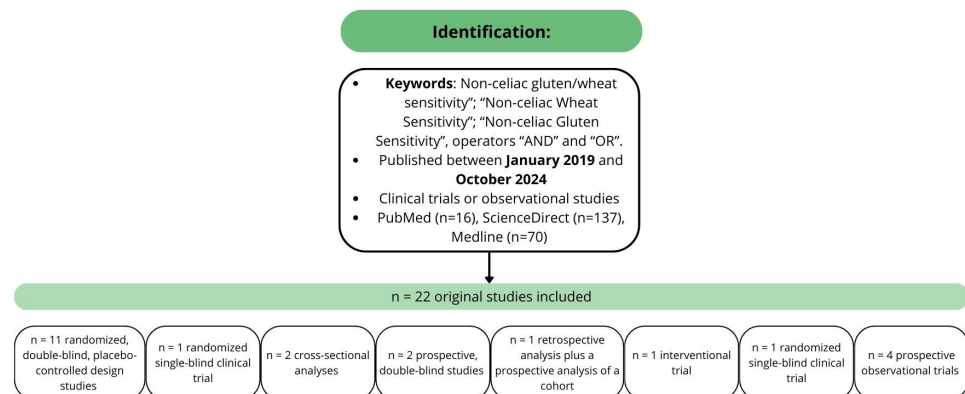 Identification:
• Keywords: Non-celiac gluten/wheat
sensitivity”; “Non-celiac Wheat
Sensitivity”; “Non-celiac Gluten
Sensitivity”, operators “AND” and “OR”.
• Published between January 2019 and
October 2024
• Clinical trials or observational studies
• PubMed (n=16), ScienceDirect (n=137),
Medline (n=70)
n = 22 original studies included
n = 11 randomized,
double-blind, placebo-
controlled design
studies
n = 1 randomized
single-blind clinical
trial
n = 2 cross-sectional
analyses
n = 2 prospective,
double-blind studies
n = 1 retrospective
analysis plus a
prospective analysis of a
cohort
n = 1 interventional
trial
n = 1 randomized
single-blind clinical
trial
n = 4 prospective
observational trials